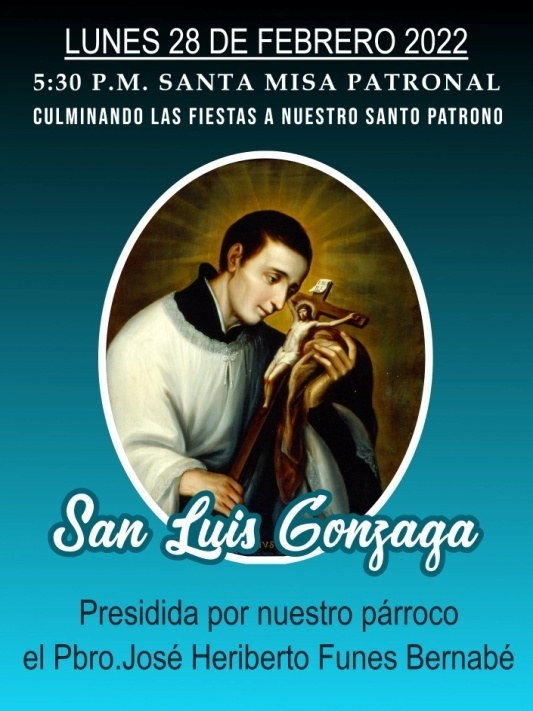 LUNES 28 DE FEBRERO 2022
5:30 P.M. SANTA MISA PATRONAL
CULMINANDO LAS FIESTAS A NUESTRO SANTO PATRONO
San Luis Gonzaga
Presidida por nuestro párroco
el Pbro.José Heriberto Funes Bernabé